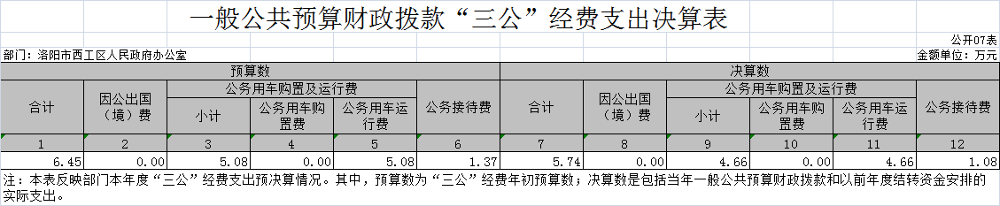 一般公共预算财政拨款“三公”经费支出决算表
公开07表
部门：洛阳市西工区人民政府办公室 金额单位：万元
预算数 决算数
合计 因公出国（境）费 公务用车购置及运行费 公务接待费 合计 因公出国（境）费 公务用车购置及运行费 公务接待费
小计 公务用车购置费 公务用车运行费 小计 公务用车购置费 公务用车运行费
1 2 3 4 5 6 7 8 9 10 11 12
6.45 0.00 5.08 0.00 5.08 1.37 5.74 0.00 4.66 0.00 4.66 1.08
注：本表反映部门本年度“三公”经费支出预决算情况。其中，预算数为“三公”经费年初预算数；决算数是包括当年一般公共预算财政拨款和以前年度结转资金安排的
实际支出。